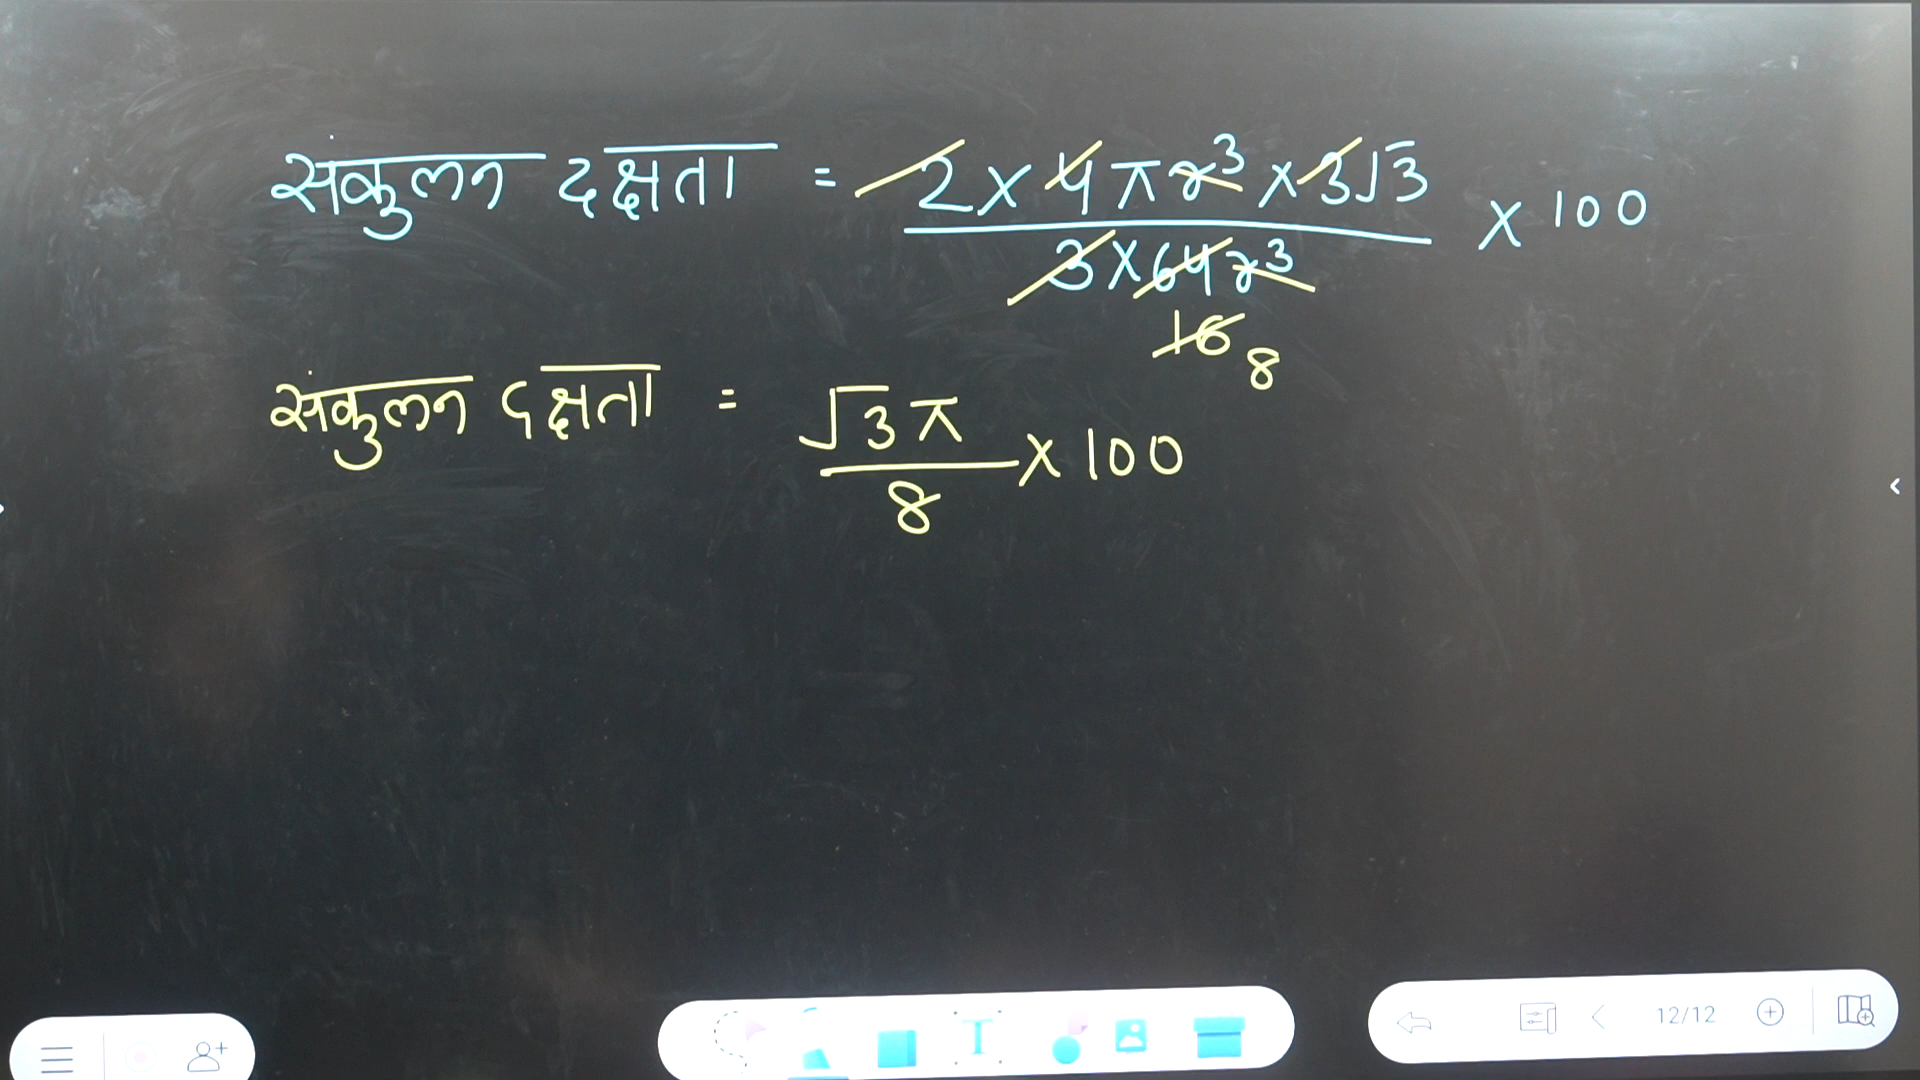 संकुलन दक्षता = 2 x 4 π r³ x 3√3 x 100
3 x 64 r³
16 8
संकुलन दक्षता = √3 π x 100
8
T
12/12